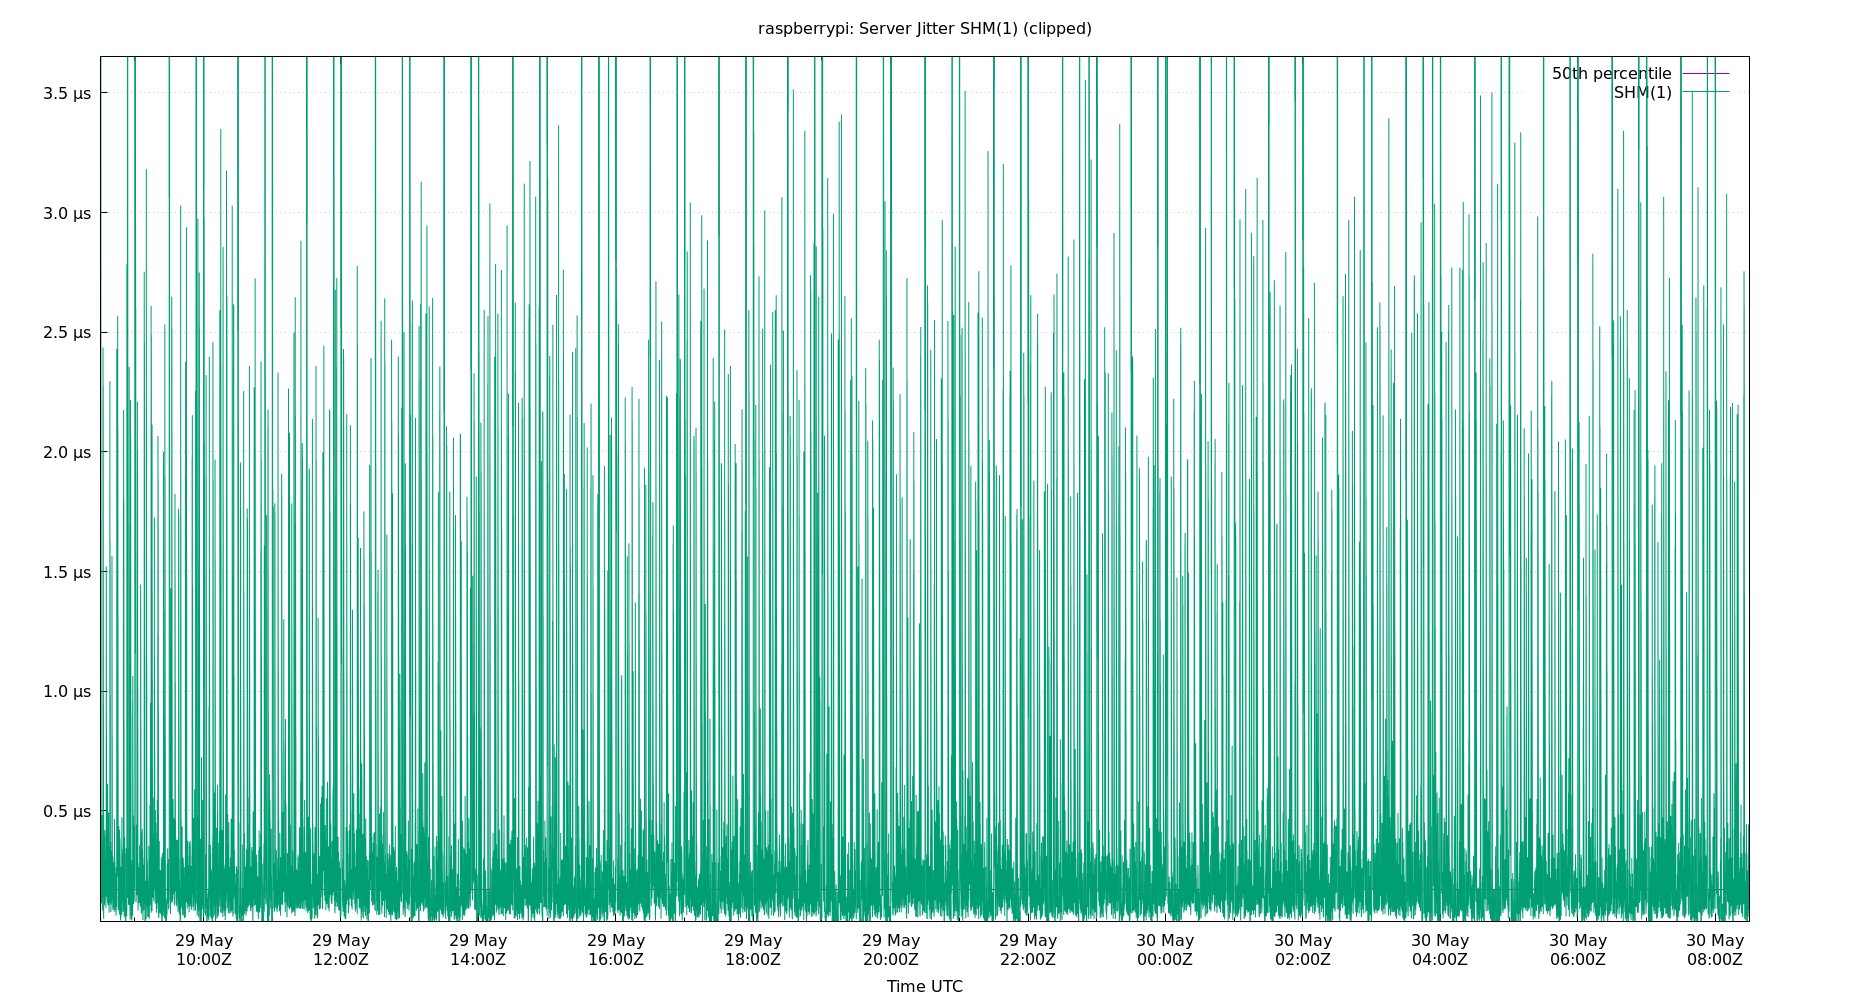 raspberrypi: Server Jitter SHM(1) (clipped)
50th percentile
SHM(1)
3.5 µs
3.0 µs
2.5 µs
2.0 µs
1.5 µs
1.0 µs
0.5 µs
29 May 29 May 29 May 29 May 29 May 29 May 29 May 30 May 30 May 30 May 30 May 30 May
10:00Z 12:00Z 14:00Z 16:00Z 18:00Z 20:00Z 22:00Z 00:00Z 02:00Z 04:00Z 06:00Z 08:00Z
Time UTC